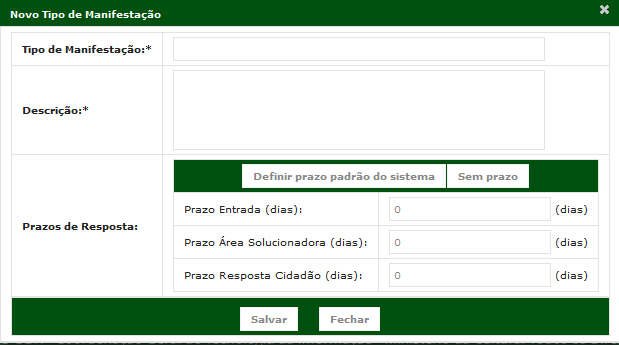 Novo Tipo de Manifestação
Tipo de Manifestação:*
Descrição:*
Prazos de Resposta:
Definir prazo padrão do sistema Sem prazo
Prazo Entrada (dias): 0 (dias)
Prazo Área Solucionadora (dias): 0 (dias)
Prazo Resposta Cidadão (dias): 0 (dias)
Salvar Fechar